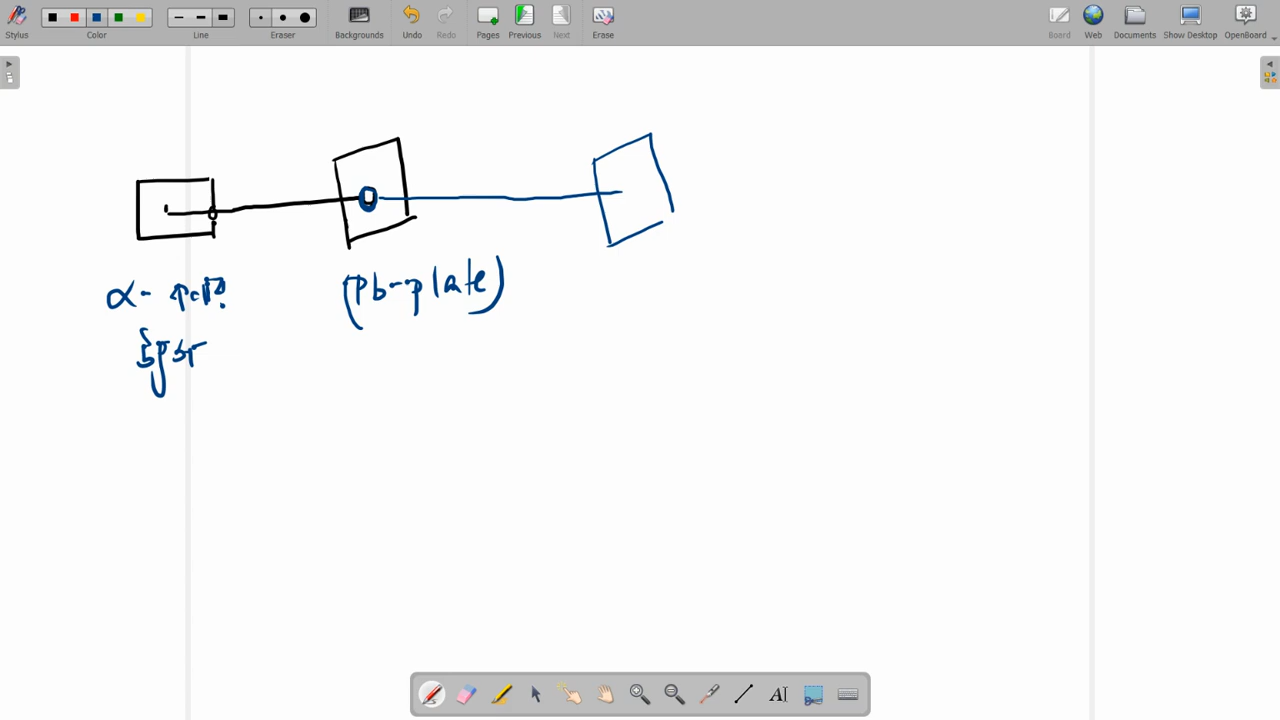 Stylus
Color
Line
Eraser
Backgrounds
Undo
Redo
Pages
Previous
Next
Erase
Board
Web
Documents
Show Desktop
OpenBoard
α-
(Pb-plate)